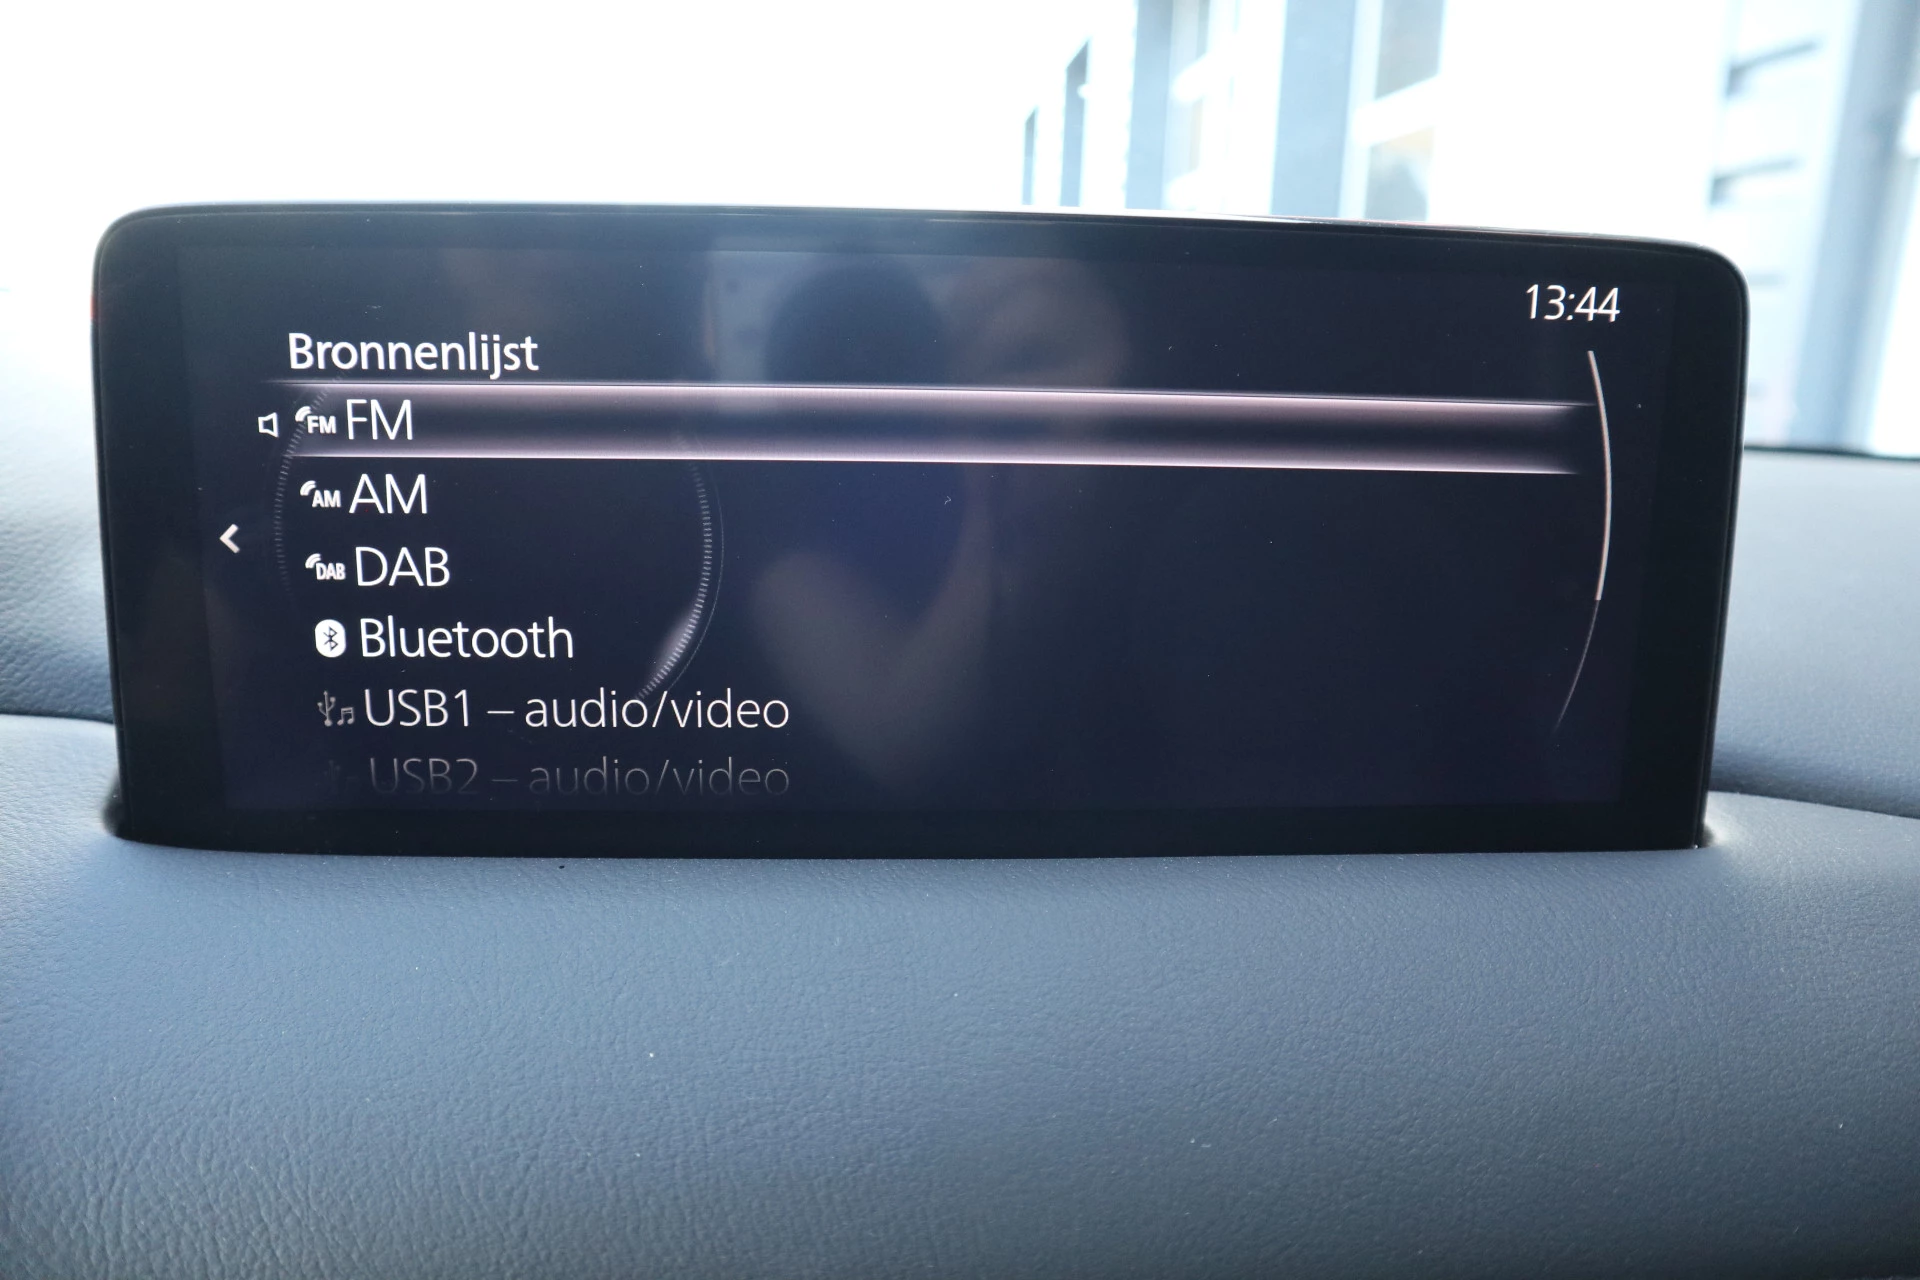 13:44
Bronnenlijst
FM FM
AM AM
DAB DAB
Bluetooth
USB1 – audio/video
USB2 – audio/video